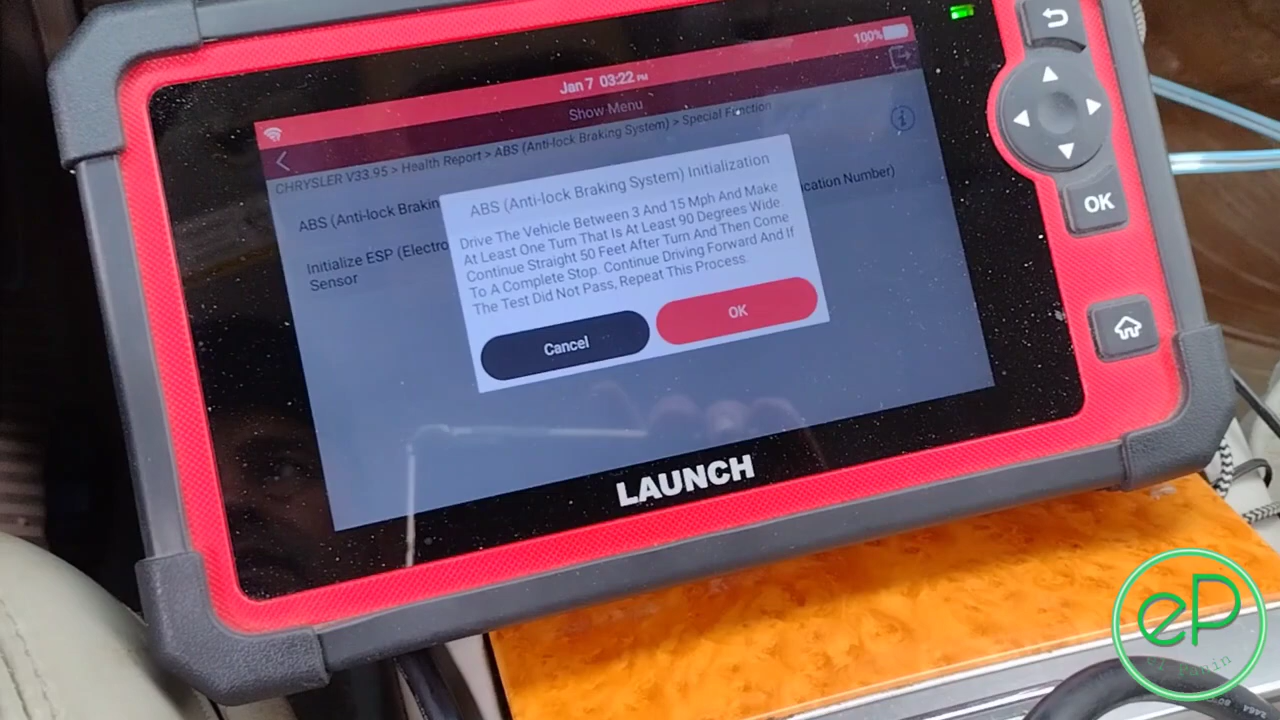 100%
Jan 7 03:22 PM
Show Menu
CHRYSLER V33.95 > Health Report > ABS (Anti-lock Braking System) > Special Function
ABS (Anti-lock Brakin
ication Number)
Initialize ESP (Electro
Sensor
ABS (Anti-lock Braking System) Initialization
Drive The Vehicle Between 3 And 15 Mph And Make
At Least One Turn That Is At Least 90 Degrees Wide
Continue Straight 50 Feet After Turn And Then Come
To A Complete Stop. Continue Driving Forward And If
The Test Did Not Pass, Repeat This Process.
Cancel
OK
OK
LAUNCH
eP